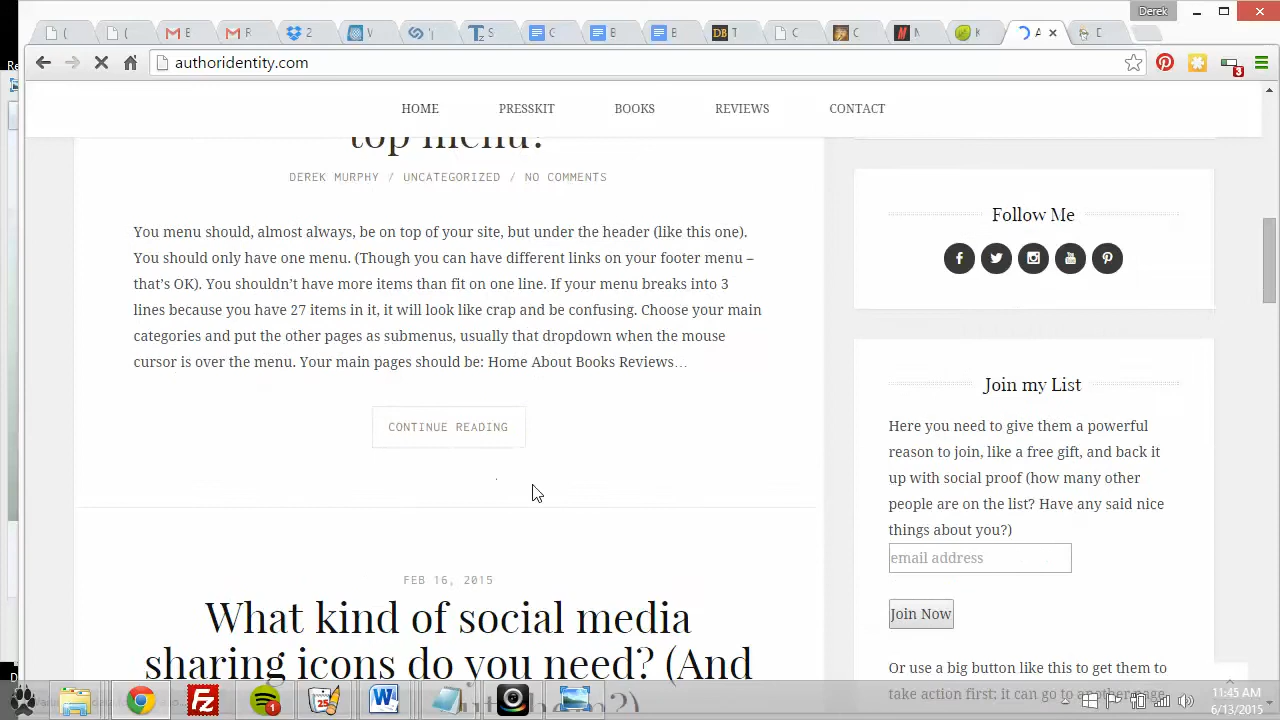 Derek
authoridentity.com
3
HOME PRESSKIT BOOKS REVIEWS CONTACT
top menu?
DEREK MURPHY / UNCATEGORIZED / NO COMMENTS
You menu should, almost always, be on top of your site, but under the header (like this one).
You should only have one menu. (Though you can have different links on your footer menu –
that's OK). You shouldn't have more items than fit on one line. If your menu breaks into 3
lines because you have 27 items in it, it will look like crap and be confusing. Choose your main
categories and put the other pages as submenus, usually that dropdown when the mouse
cursor is over the menu. Your main pages should be: Home About Books Reviews…
CONTINUE READING
FEB 16, 2015
What kind of social media
sharing icons do you need? (And
Follow Me
Join my List
Here you need to give them a powerful
reason to join, like a free gift, and back it
up with social proof (how many other
people are on the list? Have any said nice
things about you?)
email address
Join Now
Or use a big button like this to get them to
take action first; it can go to another page
11:45 AM
6/13/2015